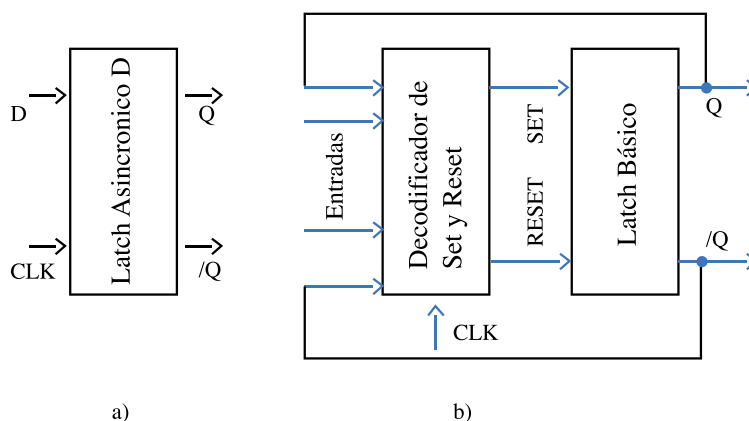 D
CLK
Latch Asincronico D
Q
/Q
a)
Entradas
Decodificador de
Set y Reset
CLK
SET
RESET
Latch Básico
Q
/Q
b)